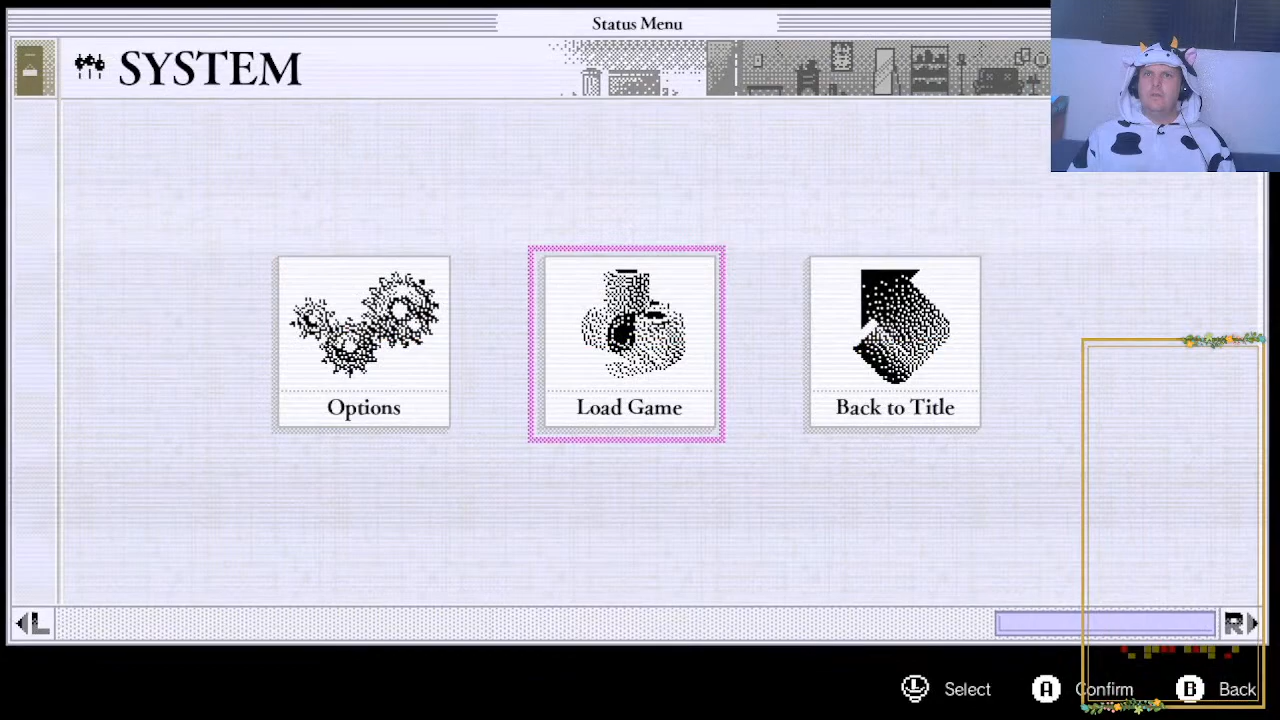 Status Menu
SYSTEM
Options
Load Game
Back to Title
L
R
L Select
A Confirm
B Back